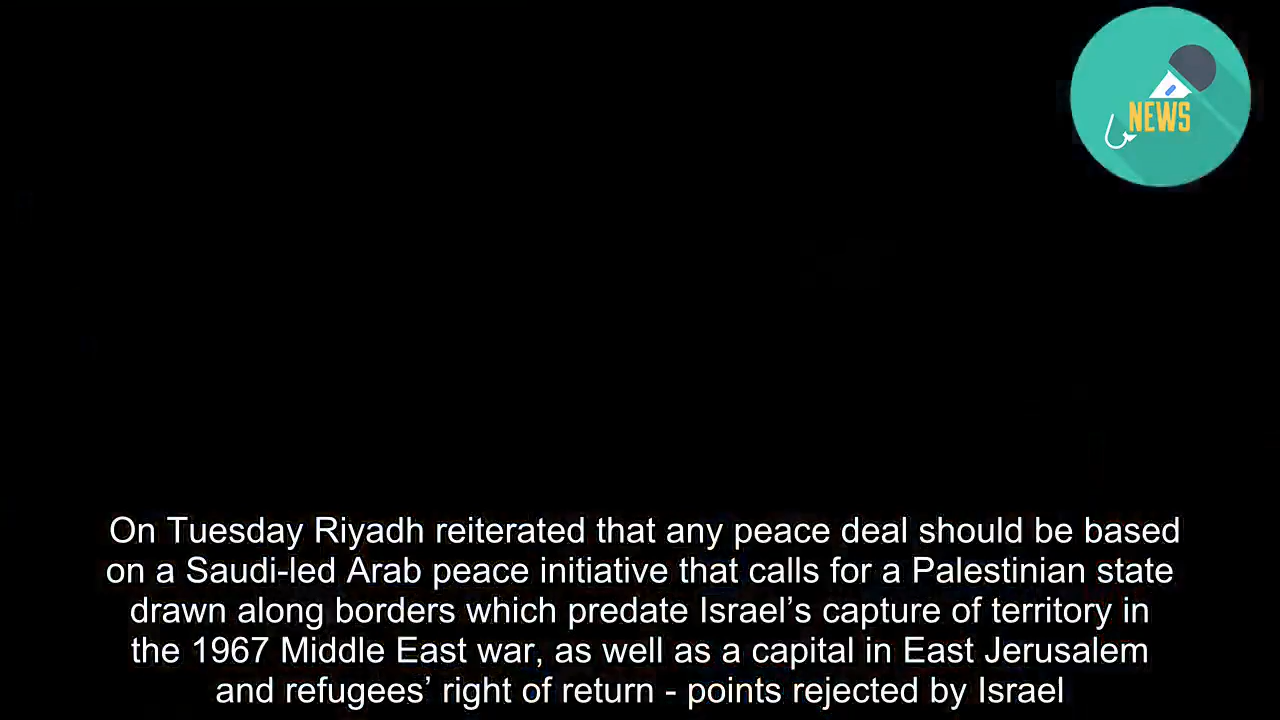 NEWS
On Tuesday Riyadh reiterated that any peace deal should be based
on a Saudi-led Arab peace initiative that calls for a Palestinian state
drawn along borders which predate Israel’s capture of territory in
the 1967 Middle East war, as well as a capital in East Jerusalem
and refugees’ right of return - points rejected by Israel